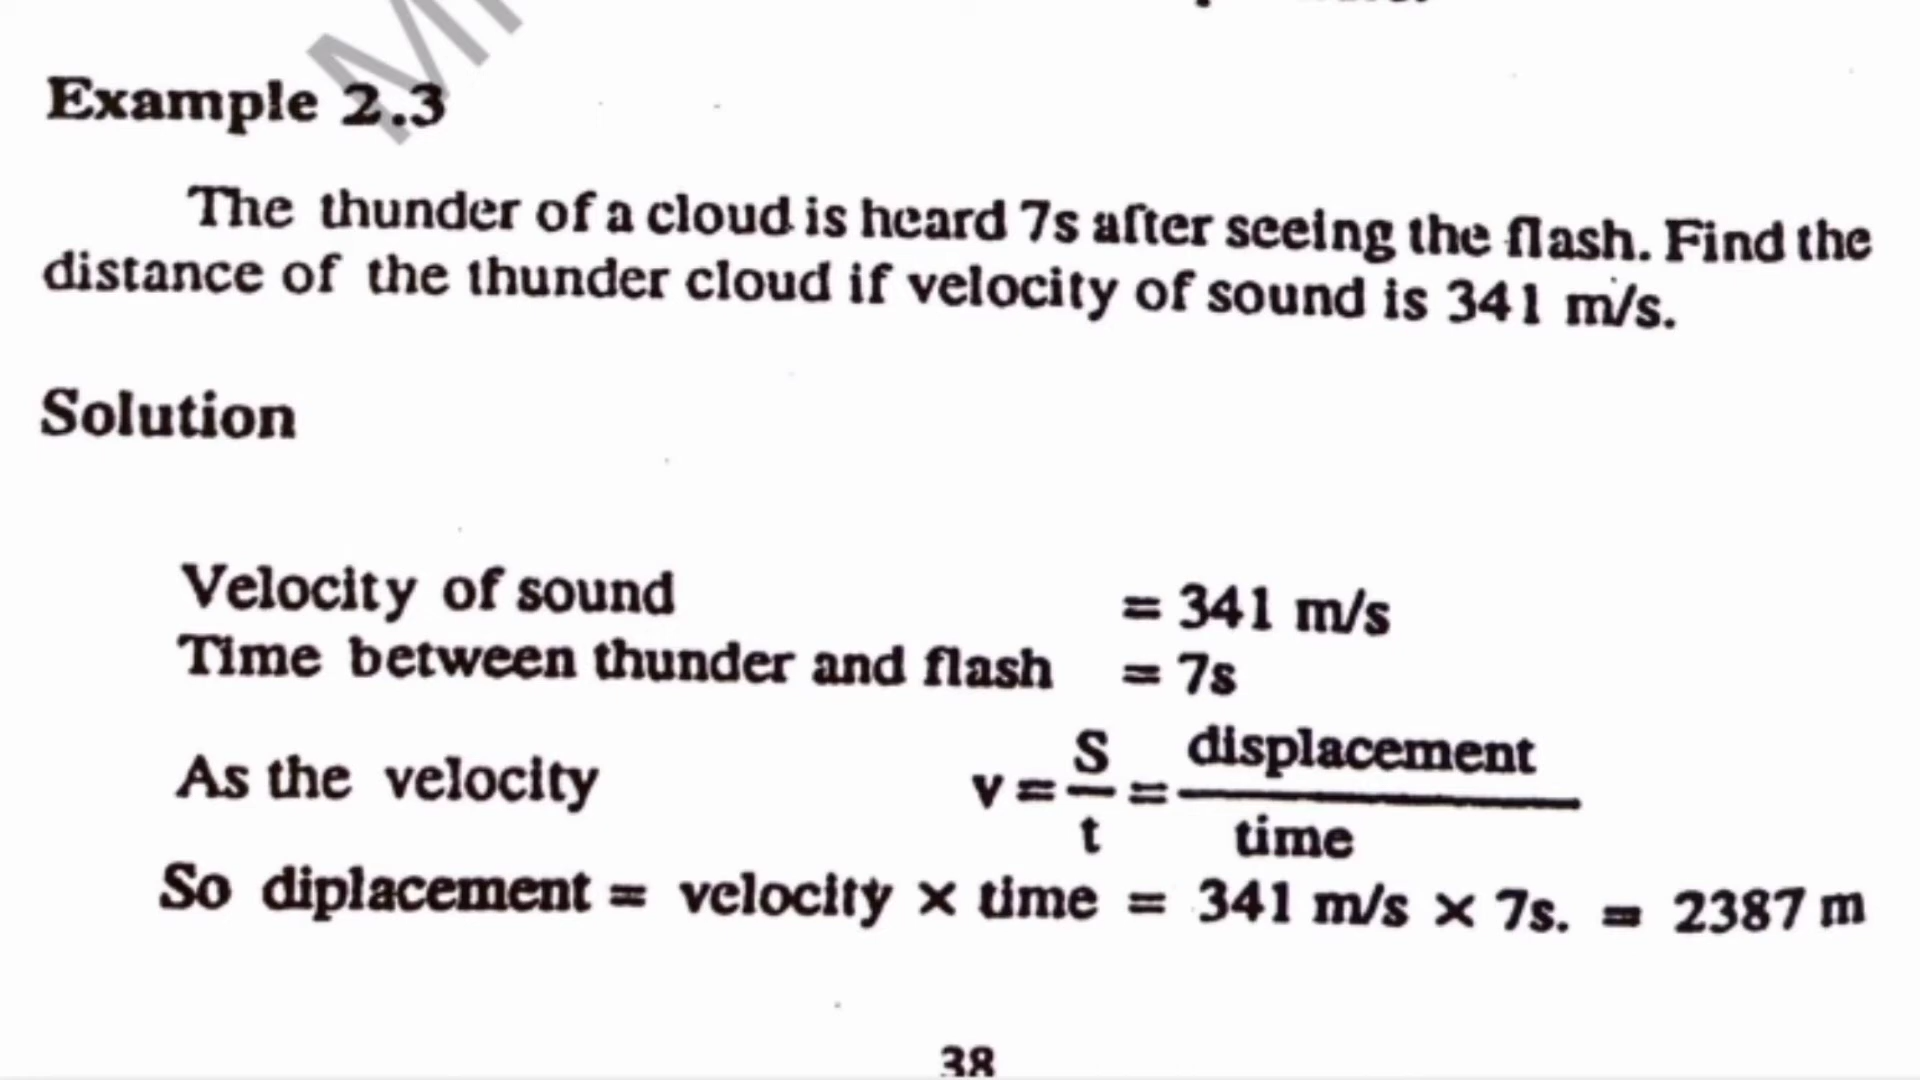 Example 2.3
The thunder of a cloud is heard 7s after seeing the flash. Find the
distance of the thunder cloud if velocity of sound is 341 m/s.
Solution
Velocity of sound = 341 m/s
Time between thunder and flash = 7s
As the velocity v = S/t = displacement/time
So diplacement = velocity × time = 341 m/s × 7s. = 2387 m
38